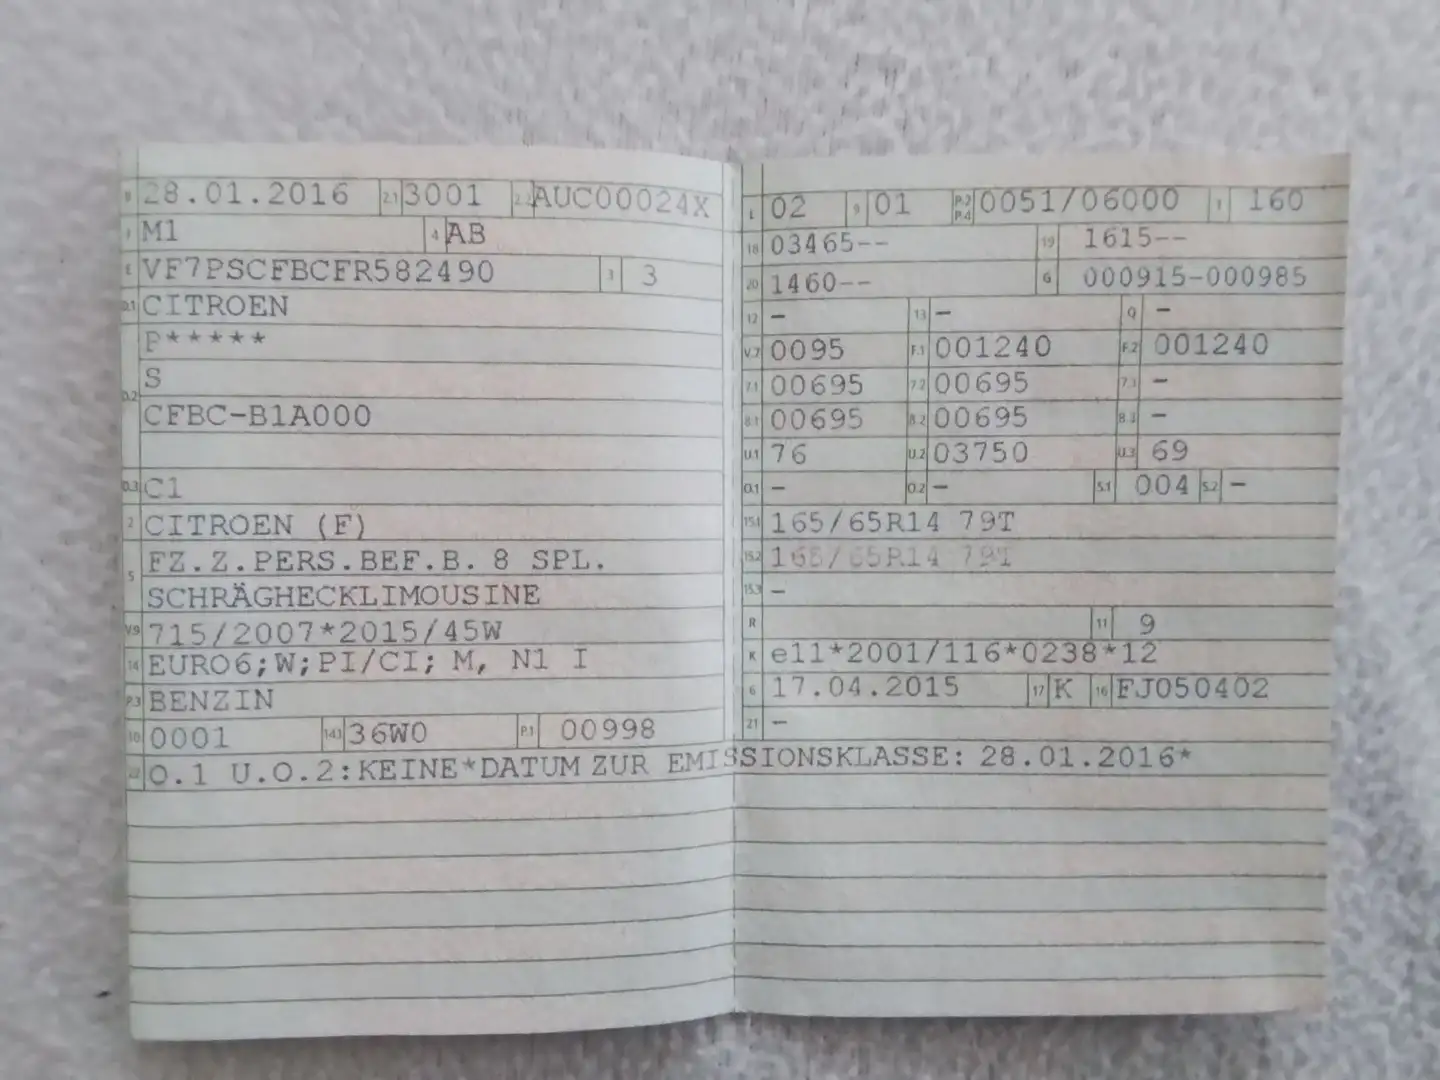 B 28.01.2016 2.1 3001 2.2 AUC00024X
J M1 4 AB
E VF7PSCFBCFR582490 3 3
D.1 CITROEN
P*****
S
D.2
CFBC-B1A000
D.3 C1
2 CITROEN (F)
FZ.Z.PERS.BEF.B. 8 SPL.
5
SCHRÄGHECKLIMOUSINE
V.9 715/2007*2015/45W
14 EURO6;W;PI/CI; M, N1 I
P.3 BENZIN
10 0001 14.1 36W0 P.1 00998
L 02 9 01 P.2 P.4 0051/06000 T 160
18 03465-- 19 1615--
20 1460-- G 000915-000985
12 - 13 - Q -
V.7 0095 F.1 001240 F.2 001240
7.1 00695 7.2 00695 7.3 -
8.1 00695 8.2 00695 8.3 -
U.1 76 U.2 03750 U.3 69
O.1 - O.2 - S.1 004 S.2 -
15.1 165/65R14 79T
15.2 165/65R14 79T
15.3 -
R 11 9
K e11*2001/116*0238*12
6 17.04.2015 17 K 16 FJ050402
21 -
22 O.1 U.O.2:KEINE*DATUM ZUR EMISSIONSKLASSE: 28.01.2016*